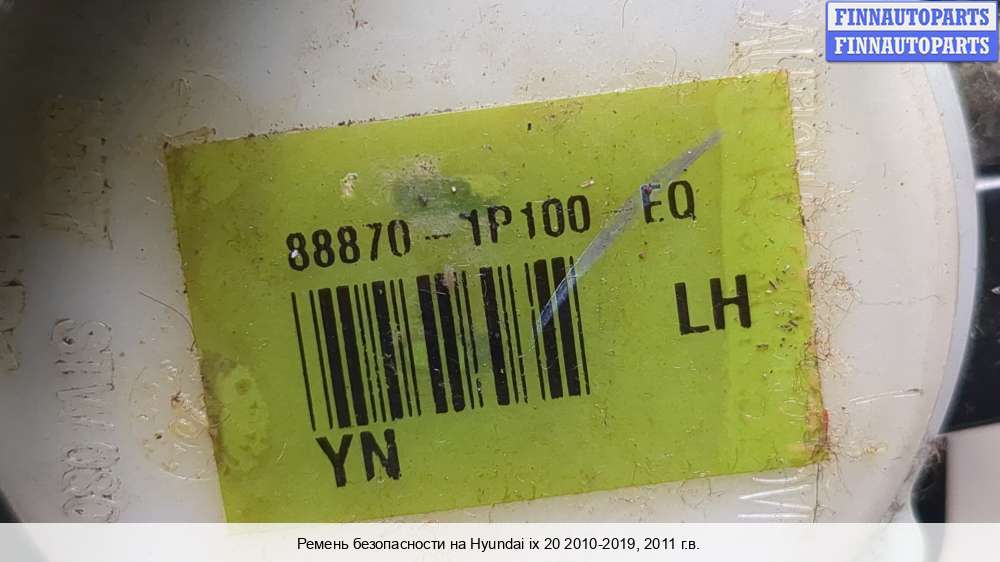 FINNAUTOPARTS
FINNAUTOPARTS
88870-1P100 EQ
LH
YN
Ремень безопасности на Hyundai ix 20 2010-2019, 2011 г.в.